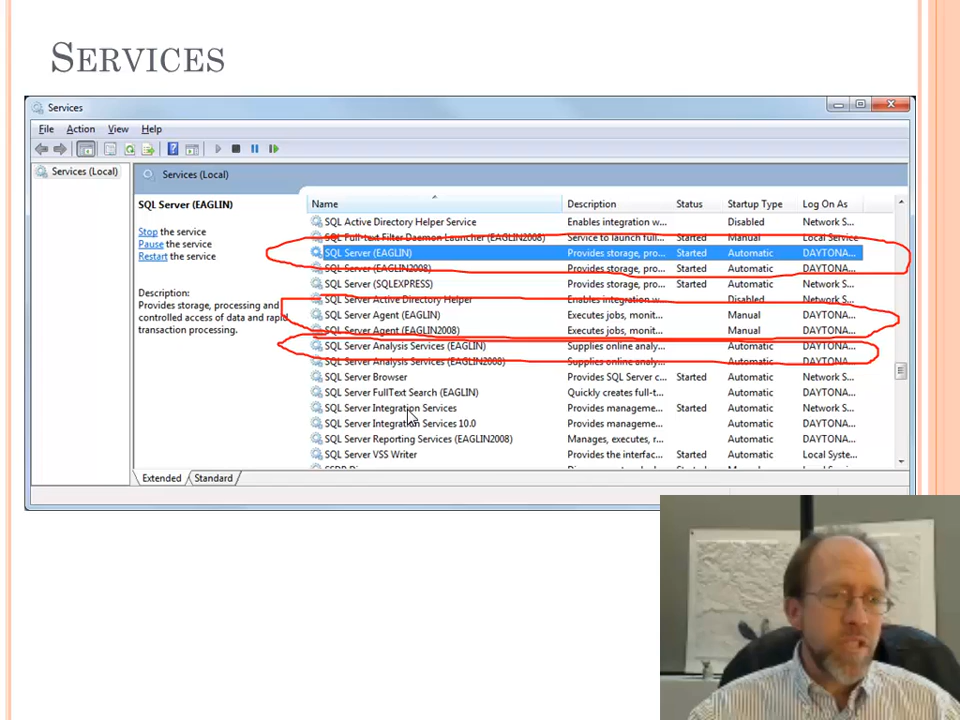 SERVICES
Services
File Action View Help
Services (Local)
Services (Local)
SQL Server (EAGLIN)
Stop the service
Pause the service
Restart the service
Description:
Provides storage, processing and
controlled access of data and rapid
transaction processing.
Name Description Status Startup Type Log On As
SQL Active Directory Helper Service Enables integration w... Disabled Network S...
SQL Full-text Filter Daemon Launcher (EAGLIN2008) Service to launch full... Started Manual Local Service
SQL Server (EAGLIN) Provides storage, pro... Started Automatic DAYTONA...
SQL Server (EAGLIN2008) Provides storage, pro... Started Automatic DAYTONA...
SQL Server (SQLEXPRESS) Provides storage, pro... Started Automatic Network S...
SQL Server Active Directory Helper Enables integration w... Disabled Network S...
SQL Server Agent (EAGLIN) Executes jobs, monit... Manual DAYTONA...
SQL Server Agent (EAGLIN2008) Executes jobs, monit... Manual DAYTONA...
SQL Server Analysis Services (EAGLIN) Supplies online analy... Automatic DAYTONA...
SQL Server Analysis Services (EAGLIN2008) Supplies online analy... Automatic DAYTONA...
SQL Server Browser Provides SQL Server c... Started Automatic Network S...
SQL Server FullText Search (EAGLIN) Quickly creates full-t... Automatic DAYTONA...
SQL Server Integration Services Provides manageme... Started Automatic Network S...
SQL Server Integration Services 10.0 Provides manageme... Automatic DAYTONA...
SQL Server Reporting Services (EAGLIN2008) Manages, executes, r... Automatic DAYTONA...
SQL Server VSS Writer Provides the interfac... Started Automatic Local Syste...
Extended Standard